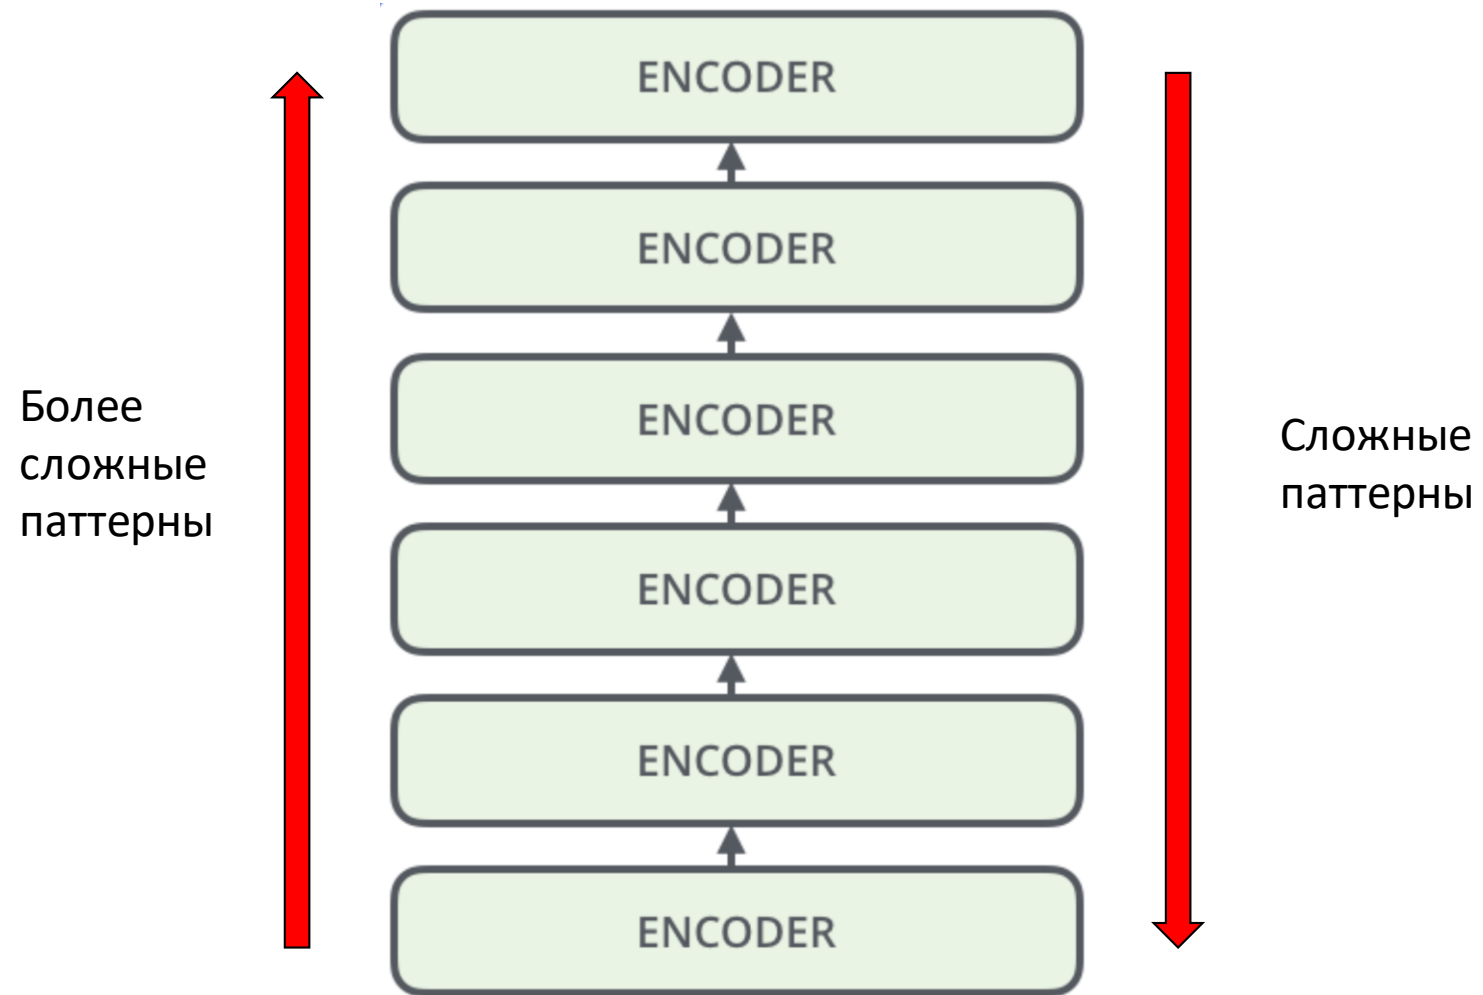 ENCODER
ENCODER
ENCODER
ENCODER
ENCODER
ENCODER
Более
сложные
паттерны
Сложные
паттерны